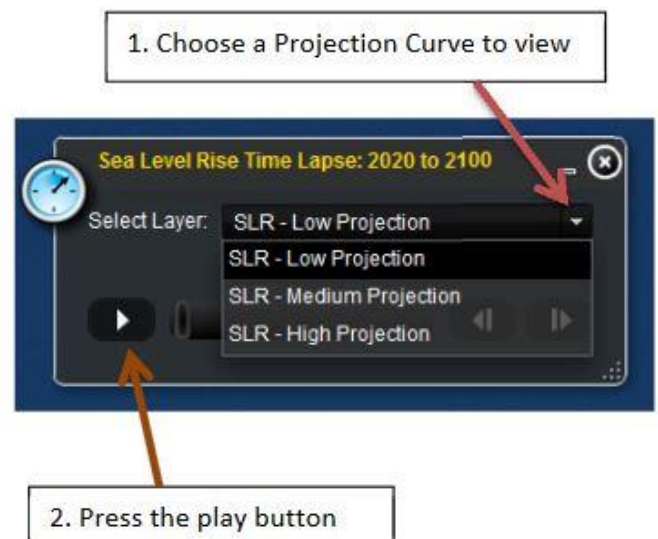 1. Choose a Projection Curve to view
Sea Level Rise Time Lapse: 2020 to 2100
Select Layer: SLR - Low Projection
SLR - Low Projection
SLR - Medium Projection
SLR - High Projection
2. Press the play button